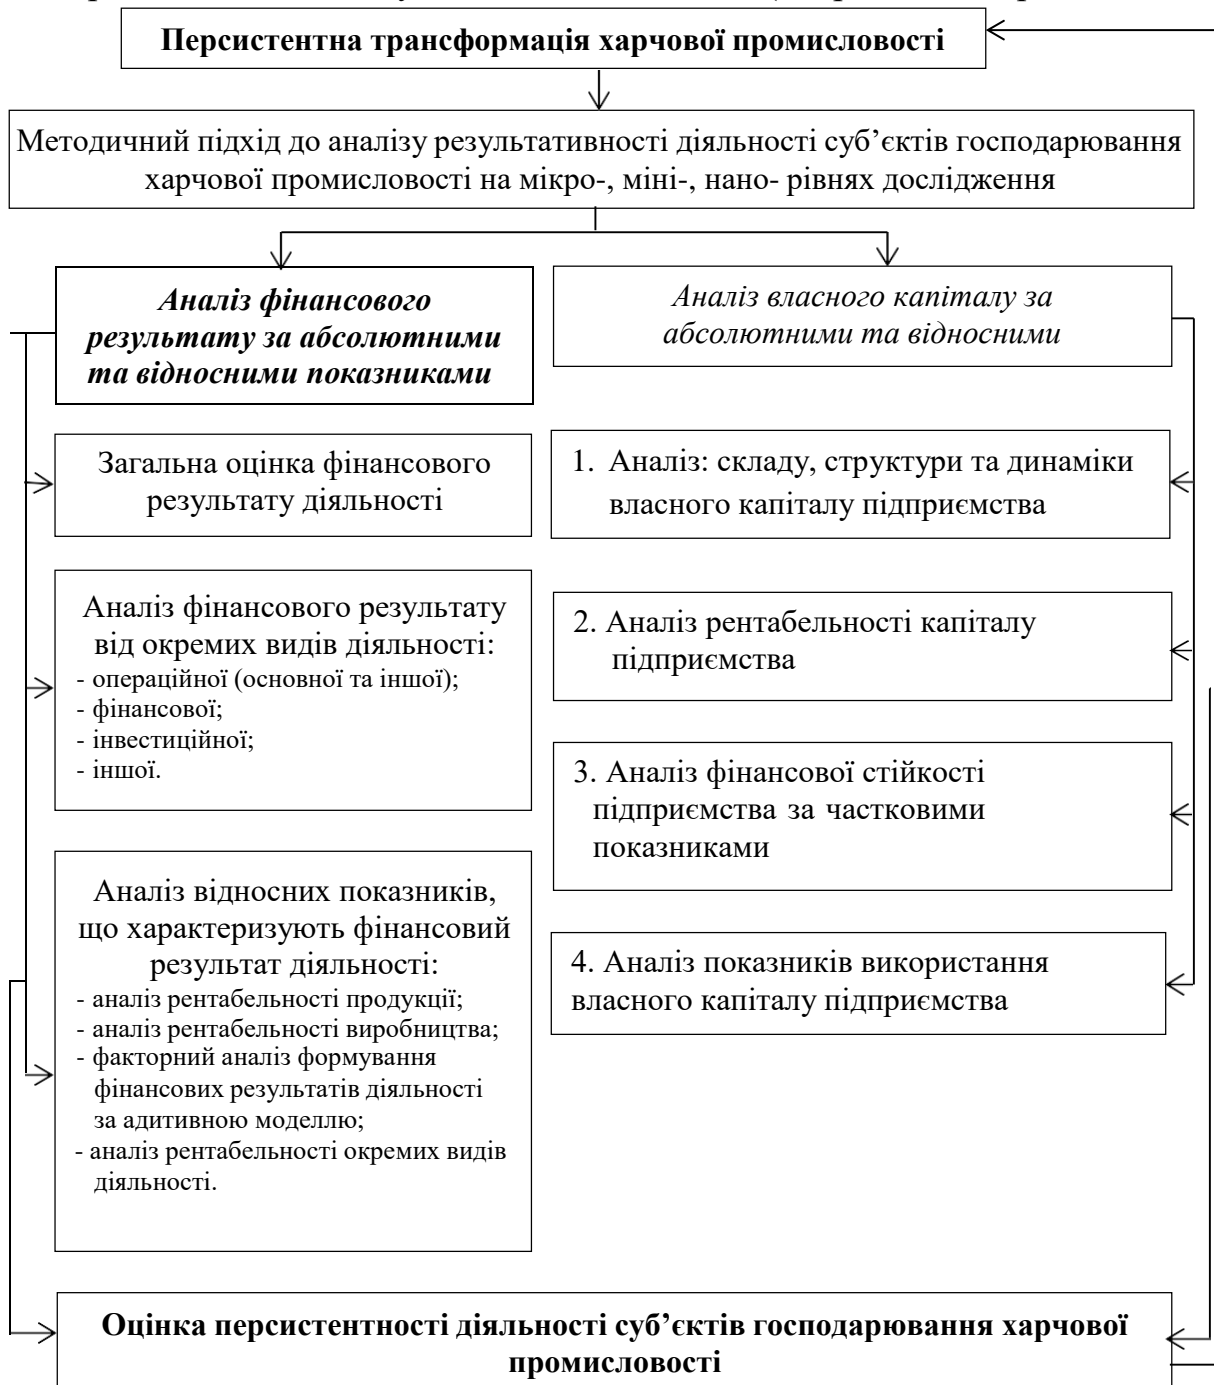 Персистентна трансформація харчової промисловості
Методичний підхід до аналізу результативності діяльності суб’єктів господарювання
харчової промисловості на мікро-, міні-, нано- рівнях дослідження
Аналіз фінансового
результату за абсолютними
та відносними показниками
Загальна оцінка фінансового
результату діяльності
Аналіз фінансового результату
від окремих видів діяльності:
- операційної (основної та іншої);
- фінансової;
- інвестиційної;
- іншої.
Аналіз відносних показників,
що характеризують фінансовий
результат діяльності:
- аналіз рентабельності продукції;
- аналіз рентабельності виробництва;
- факторний аналіз формування
фінансових результатів діяльності
за адитивною моделлю;
- аналіз рентабельності окремих видів
діяльності.
Аналіз власного капіталу за
абсолютними та відносними
1. Аналіз: складу, структури та динаміки
власного капіталу підприємства
2. Аналіз рентабельності капіталу
підприємства
3. Аналіз фінансової стійкості
підприємства за частковими
показниками
4. Аналіз показників використання
власного капіталу підприємства
Оцінка персистентності діяльності суб’єктів господарювання харчової
промисловості